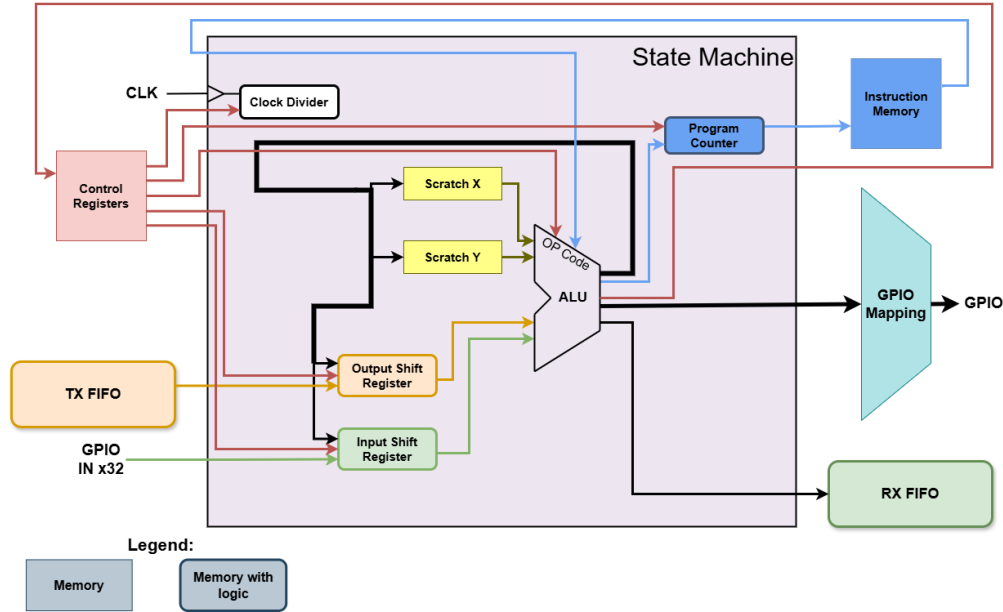 State Machine
CLK
Clock Divider
Instruction
Memory
Program
Counter
Control
Registers
Scratch X
Scratch Y
OP Code
ALU
GPIO
Mapping
GPIO
TX FIFO
Output Shift
Register
GPIO
IN x32
Input Shift
Register
RX FIFO
Legend:
Memory
Memory with
logic